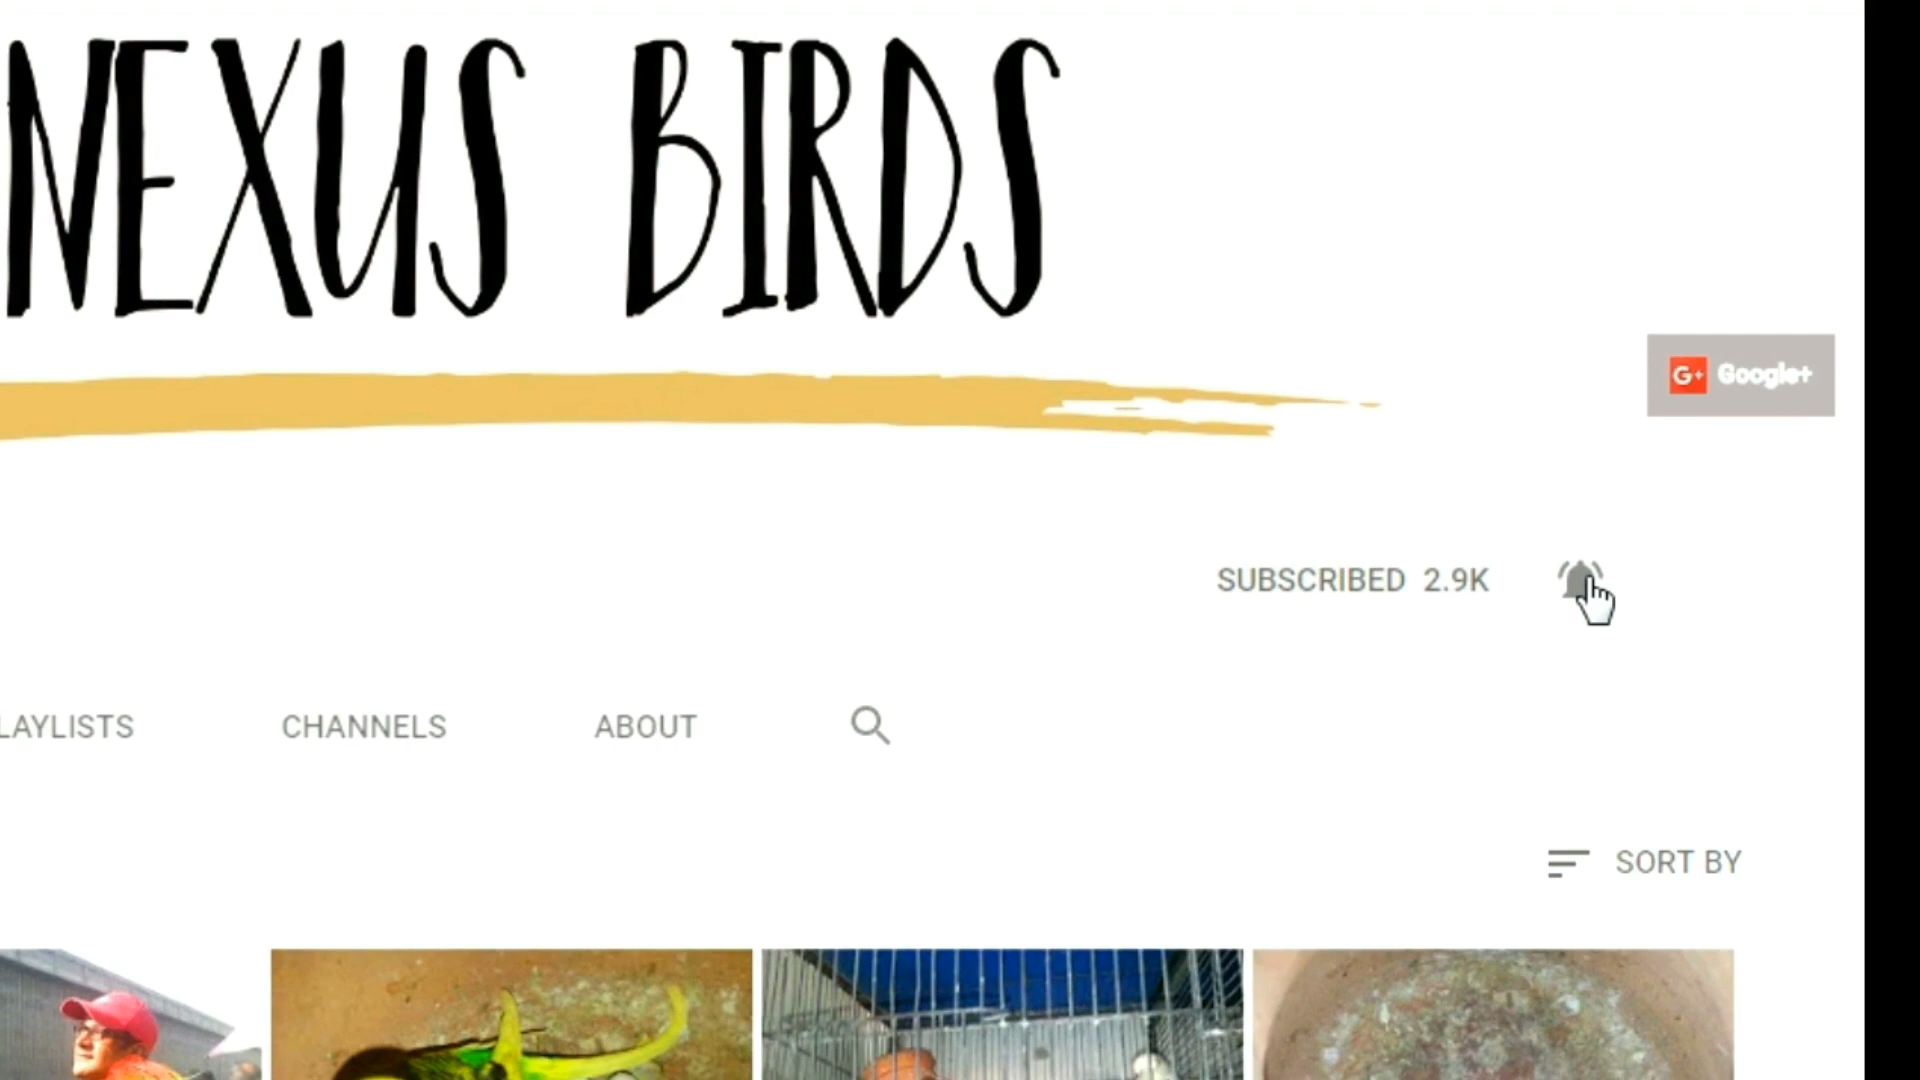 NEXUS BIRDS
G+ Google+
SUBSCRIBED 2.9K
LAYLISTS CHANNELS ABOUT
SORT BY